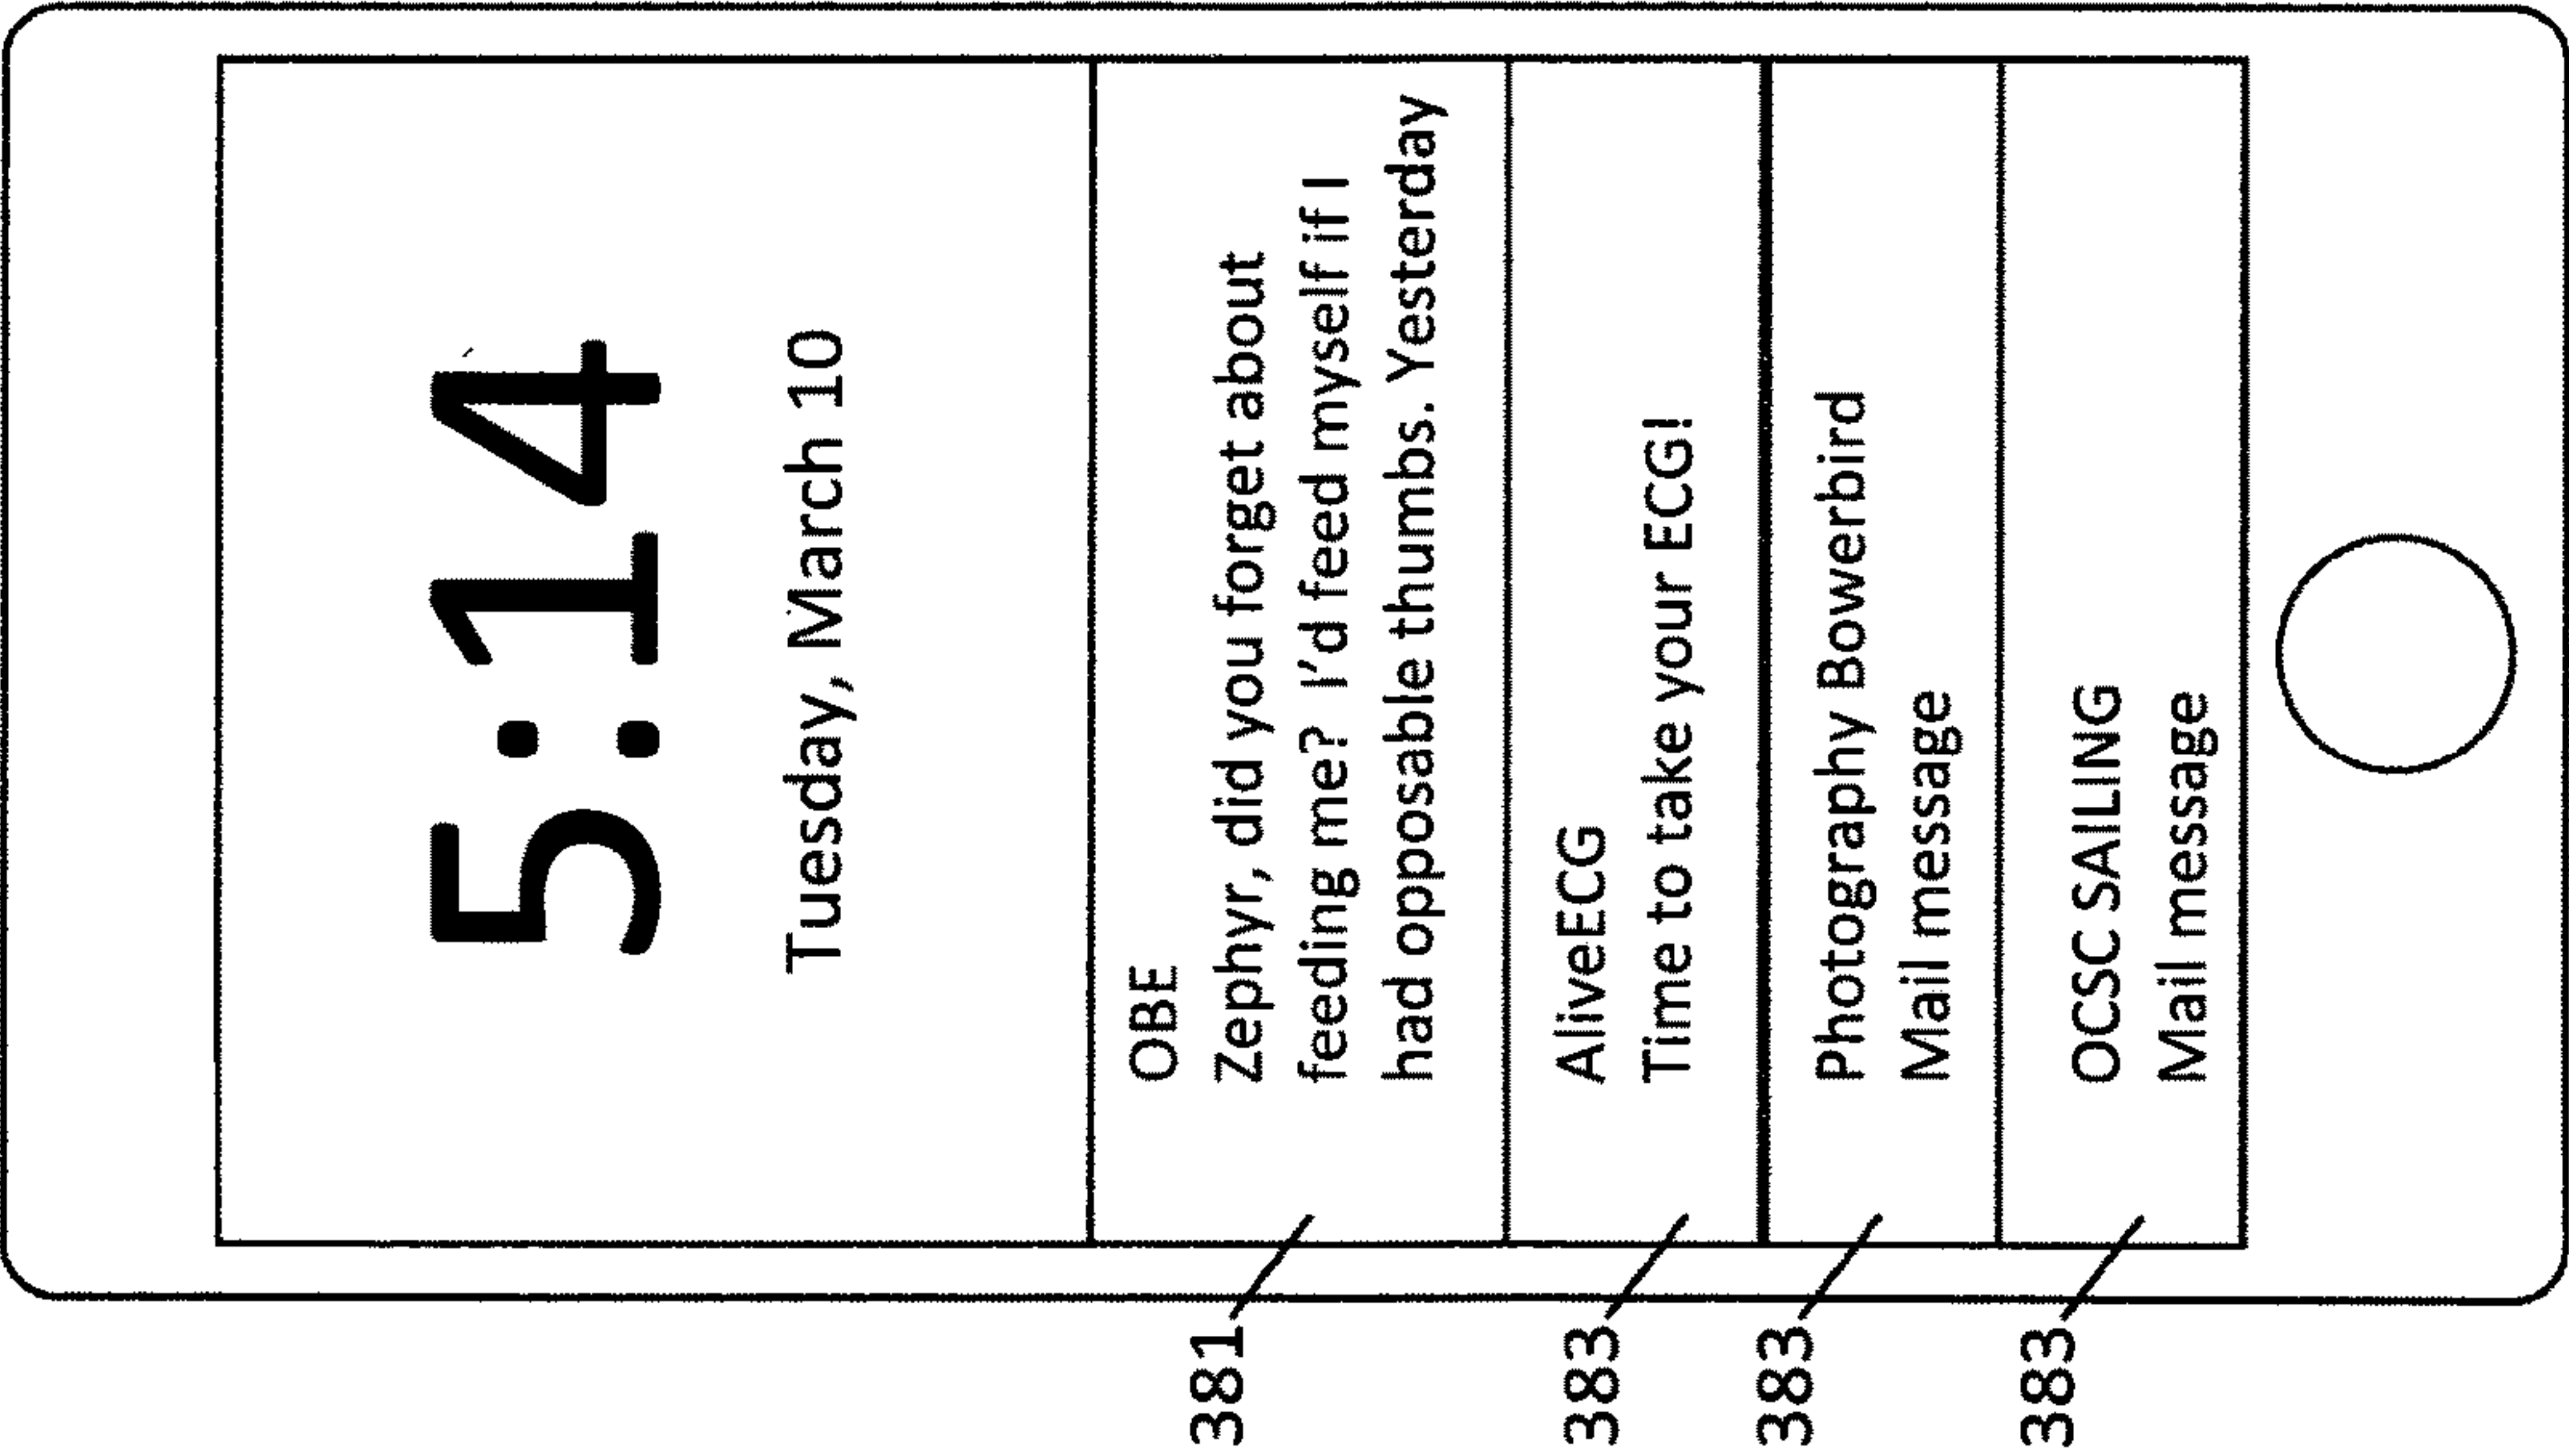 5:14
Tuesday, March 10
OBE
Zephyr, did you forget about
feeding me?  I'd feed myself if I
had opposable thumbs. Yesterday
381
AliveECG
Time to take your ECG!
383
Photography Bowerbird
Mail message
383
OCSC SAILING
Mail message
383